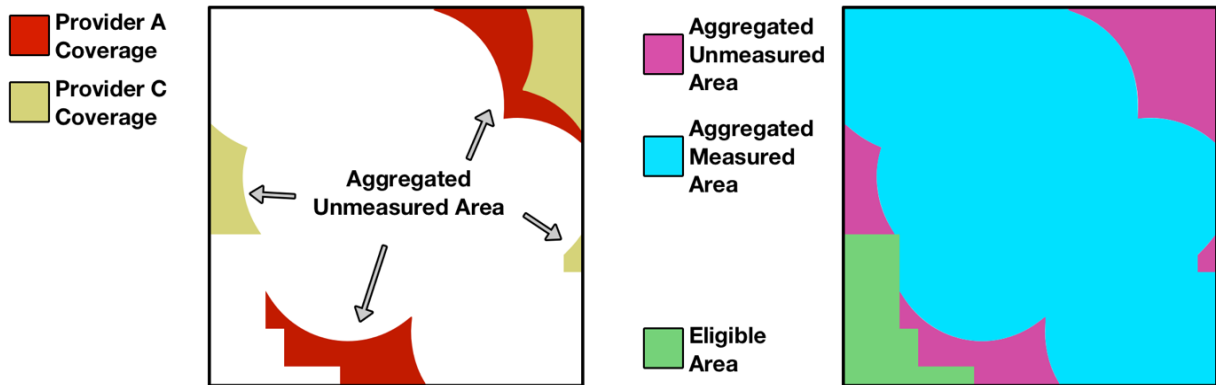 Provider A
Coverage
Provider C
Coverage
Aggregated
Unmeasured Area
Aggregated
Unmeasured
Area
Aggregated
Measured
Area
Eligible
Area